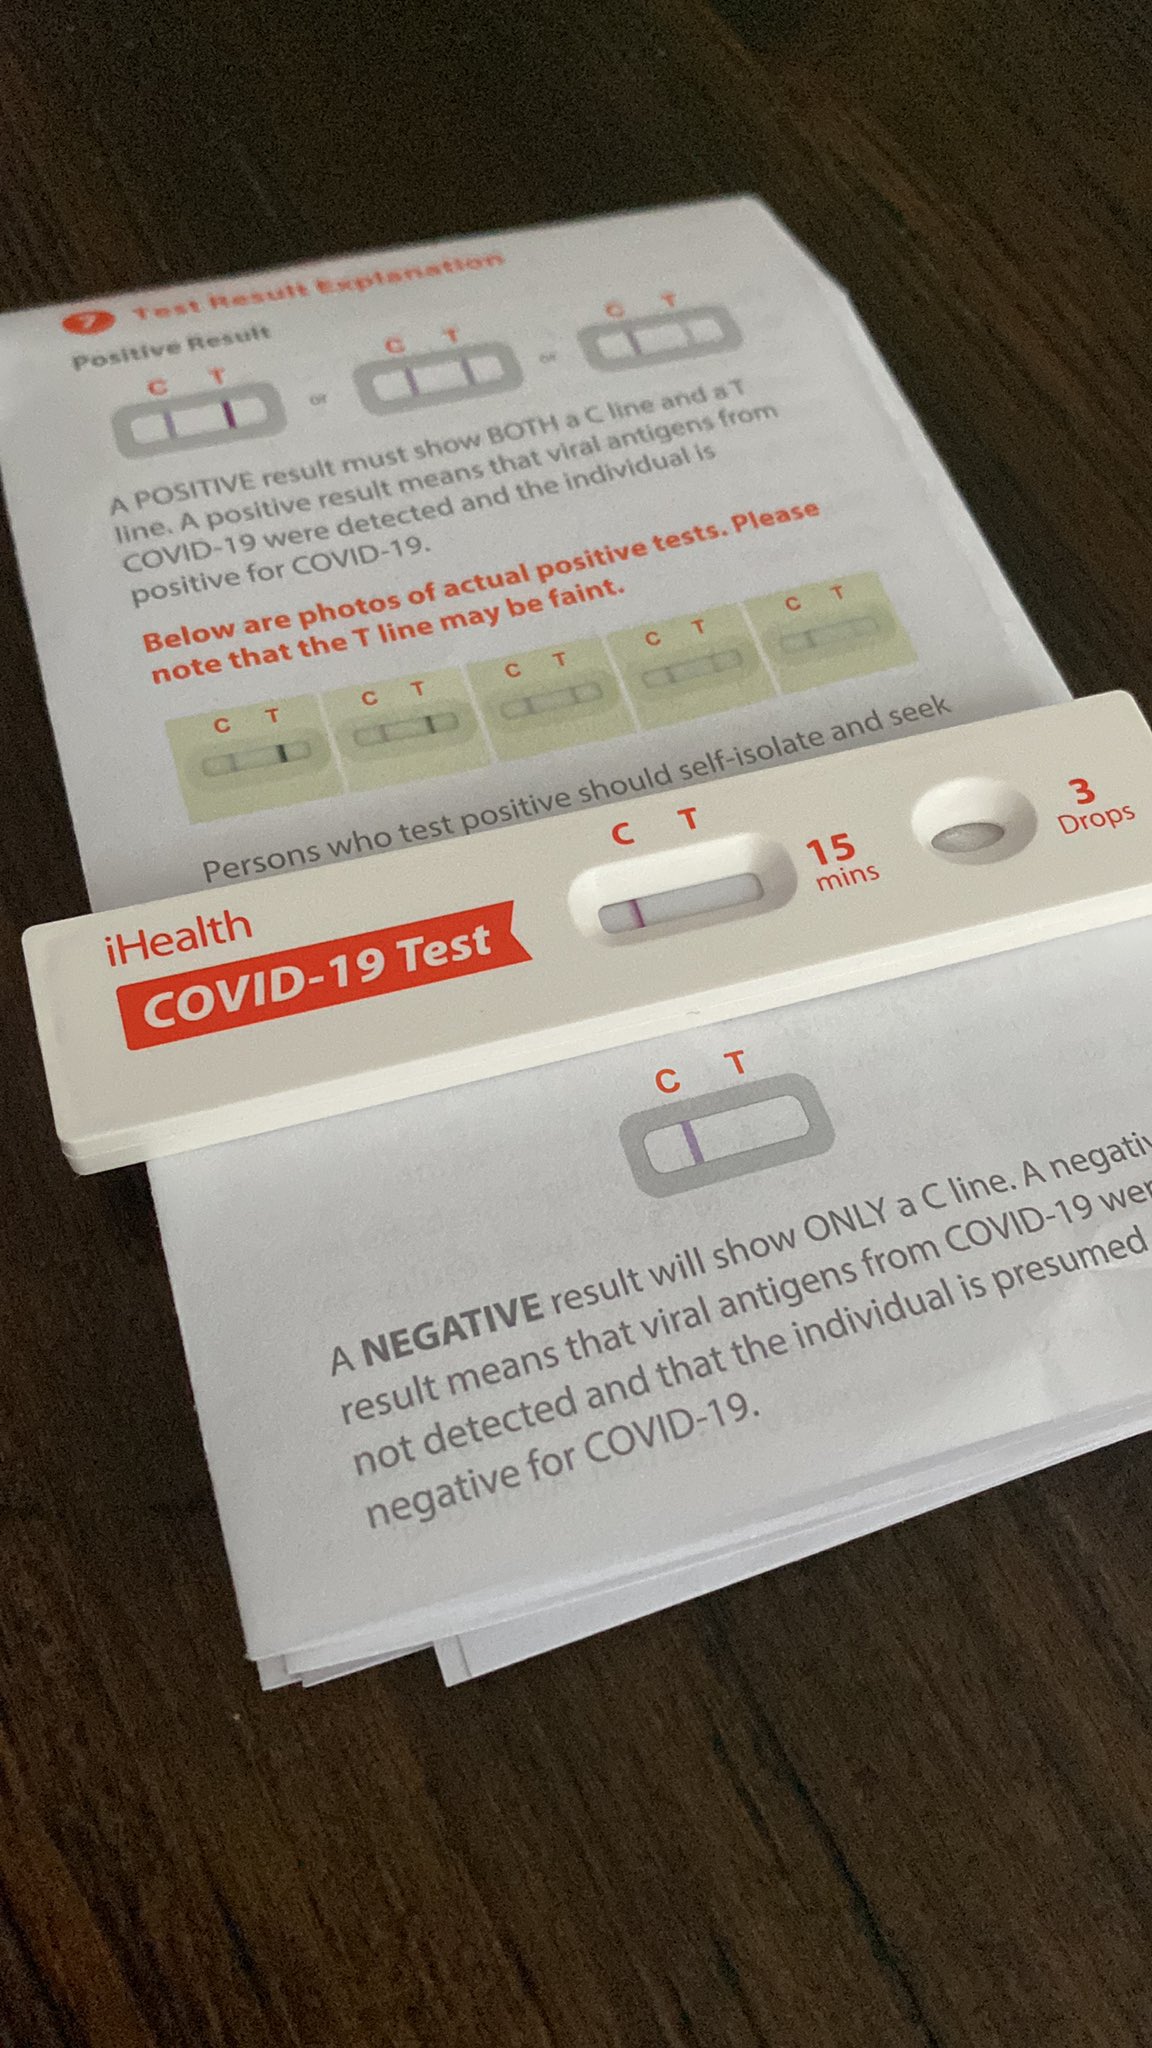 7 Test Result Explanation
Positive Result
C T
or
C T
or
C T
A POSITIVE result must show BOTH a C line and a T
line. A positive result means that viral antigens from
COVID-19 were detected and the individual is
positive for COVID-19.
Below are photos of actual positive tests. Please
note that the T line may be faint.
C T
C T
C T
C T
C T
Persons who test positive should self-isolate and seek
iHealth
COVID-19 Test
C T
15
mins
3
Drops
C T
A NEGATIVE result will show ONLY a C line. A negativ
result means that viral antigens from COVID-19 wer
not detected and that the individual is presumed
negative for COVID-19.